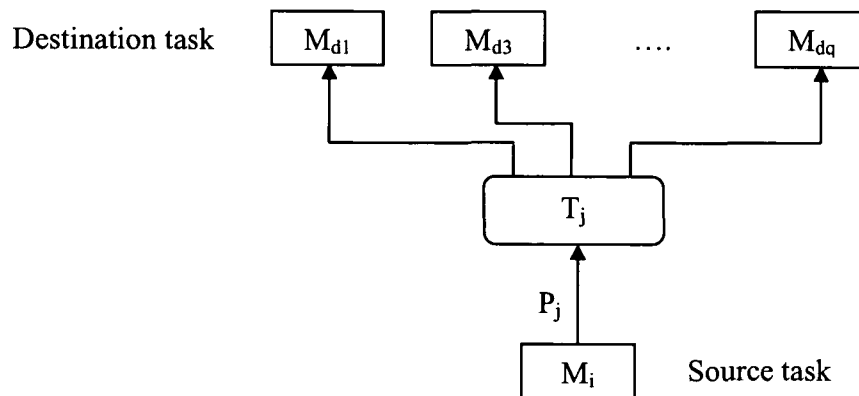 Destination task M_d1 M_d3 .... M_dq
T_j
P_j
M_i Source task